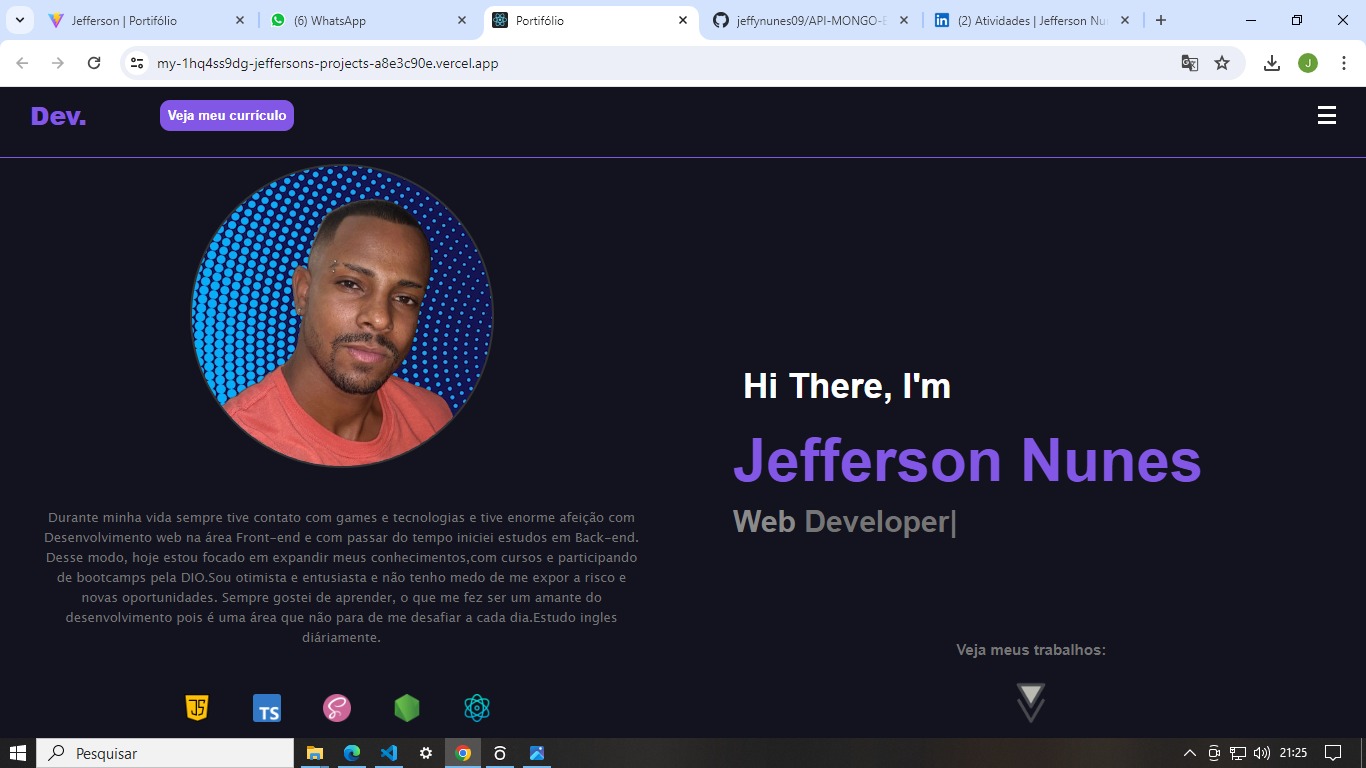 Jefferson | Portifólio
(6) WhatsApp
Portifólio
jeffynunes09/API-MONGO-E
(2) Atividades | Jefferson Nun
my-1hq4ss9dg-jeffersons-projects-a8e3c90e.vercel.app
J
Dev.
Veja meu currículo
Hi There, I'm
Jefferson Nunes
Web Developer|
Durante minha vida sempre tive contato com games e tecnologias e tive enorme afeição com
Desenvolvimento web na área Front-end e com passar do tempo iniciei estudos em Back-end.
Desse modo, hoje estou focado em expandir meus conhecimentos,com cursos e participando
de bootcamps pela DIO.Sou otimista e entusiasta e não tenho medo de me expor a risco e
novas oportunidades. Sempre gostei de aprender, o que me fez ser um amante do
desenvolvimento pois é uma área que não para de me desafiar a cada dia.Estudo ingles
diáriamente.
Veja meus trabalhos:
JS
TS
Pesquisar
21:25